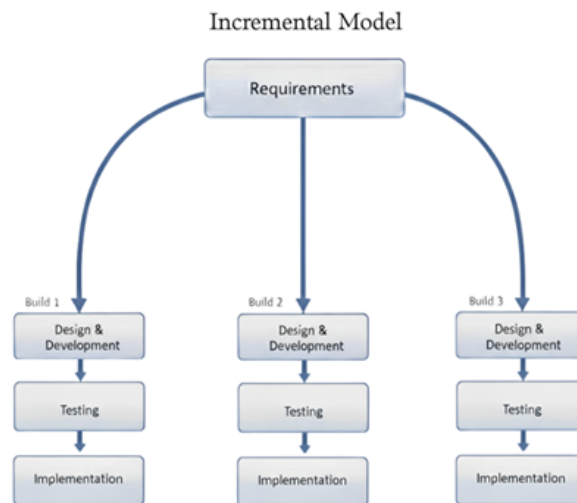 Incremental Model
Requirements
Build 1
Design &
Development
Testing
Implementation
Build 2
Design &
Development
Testing
Implementation
Build 3
Design &
Development
Testing
Implementation